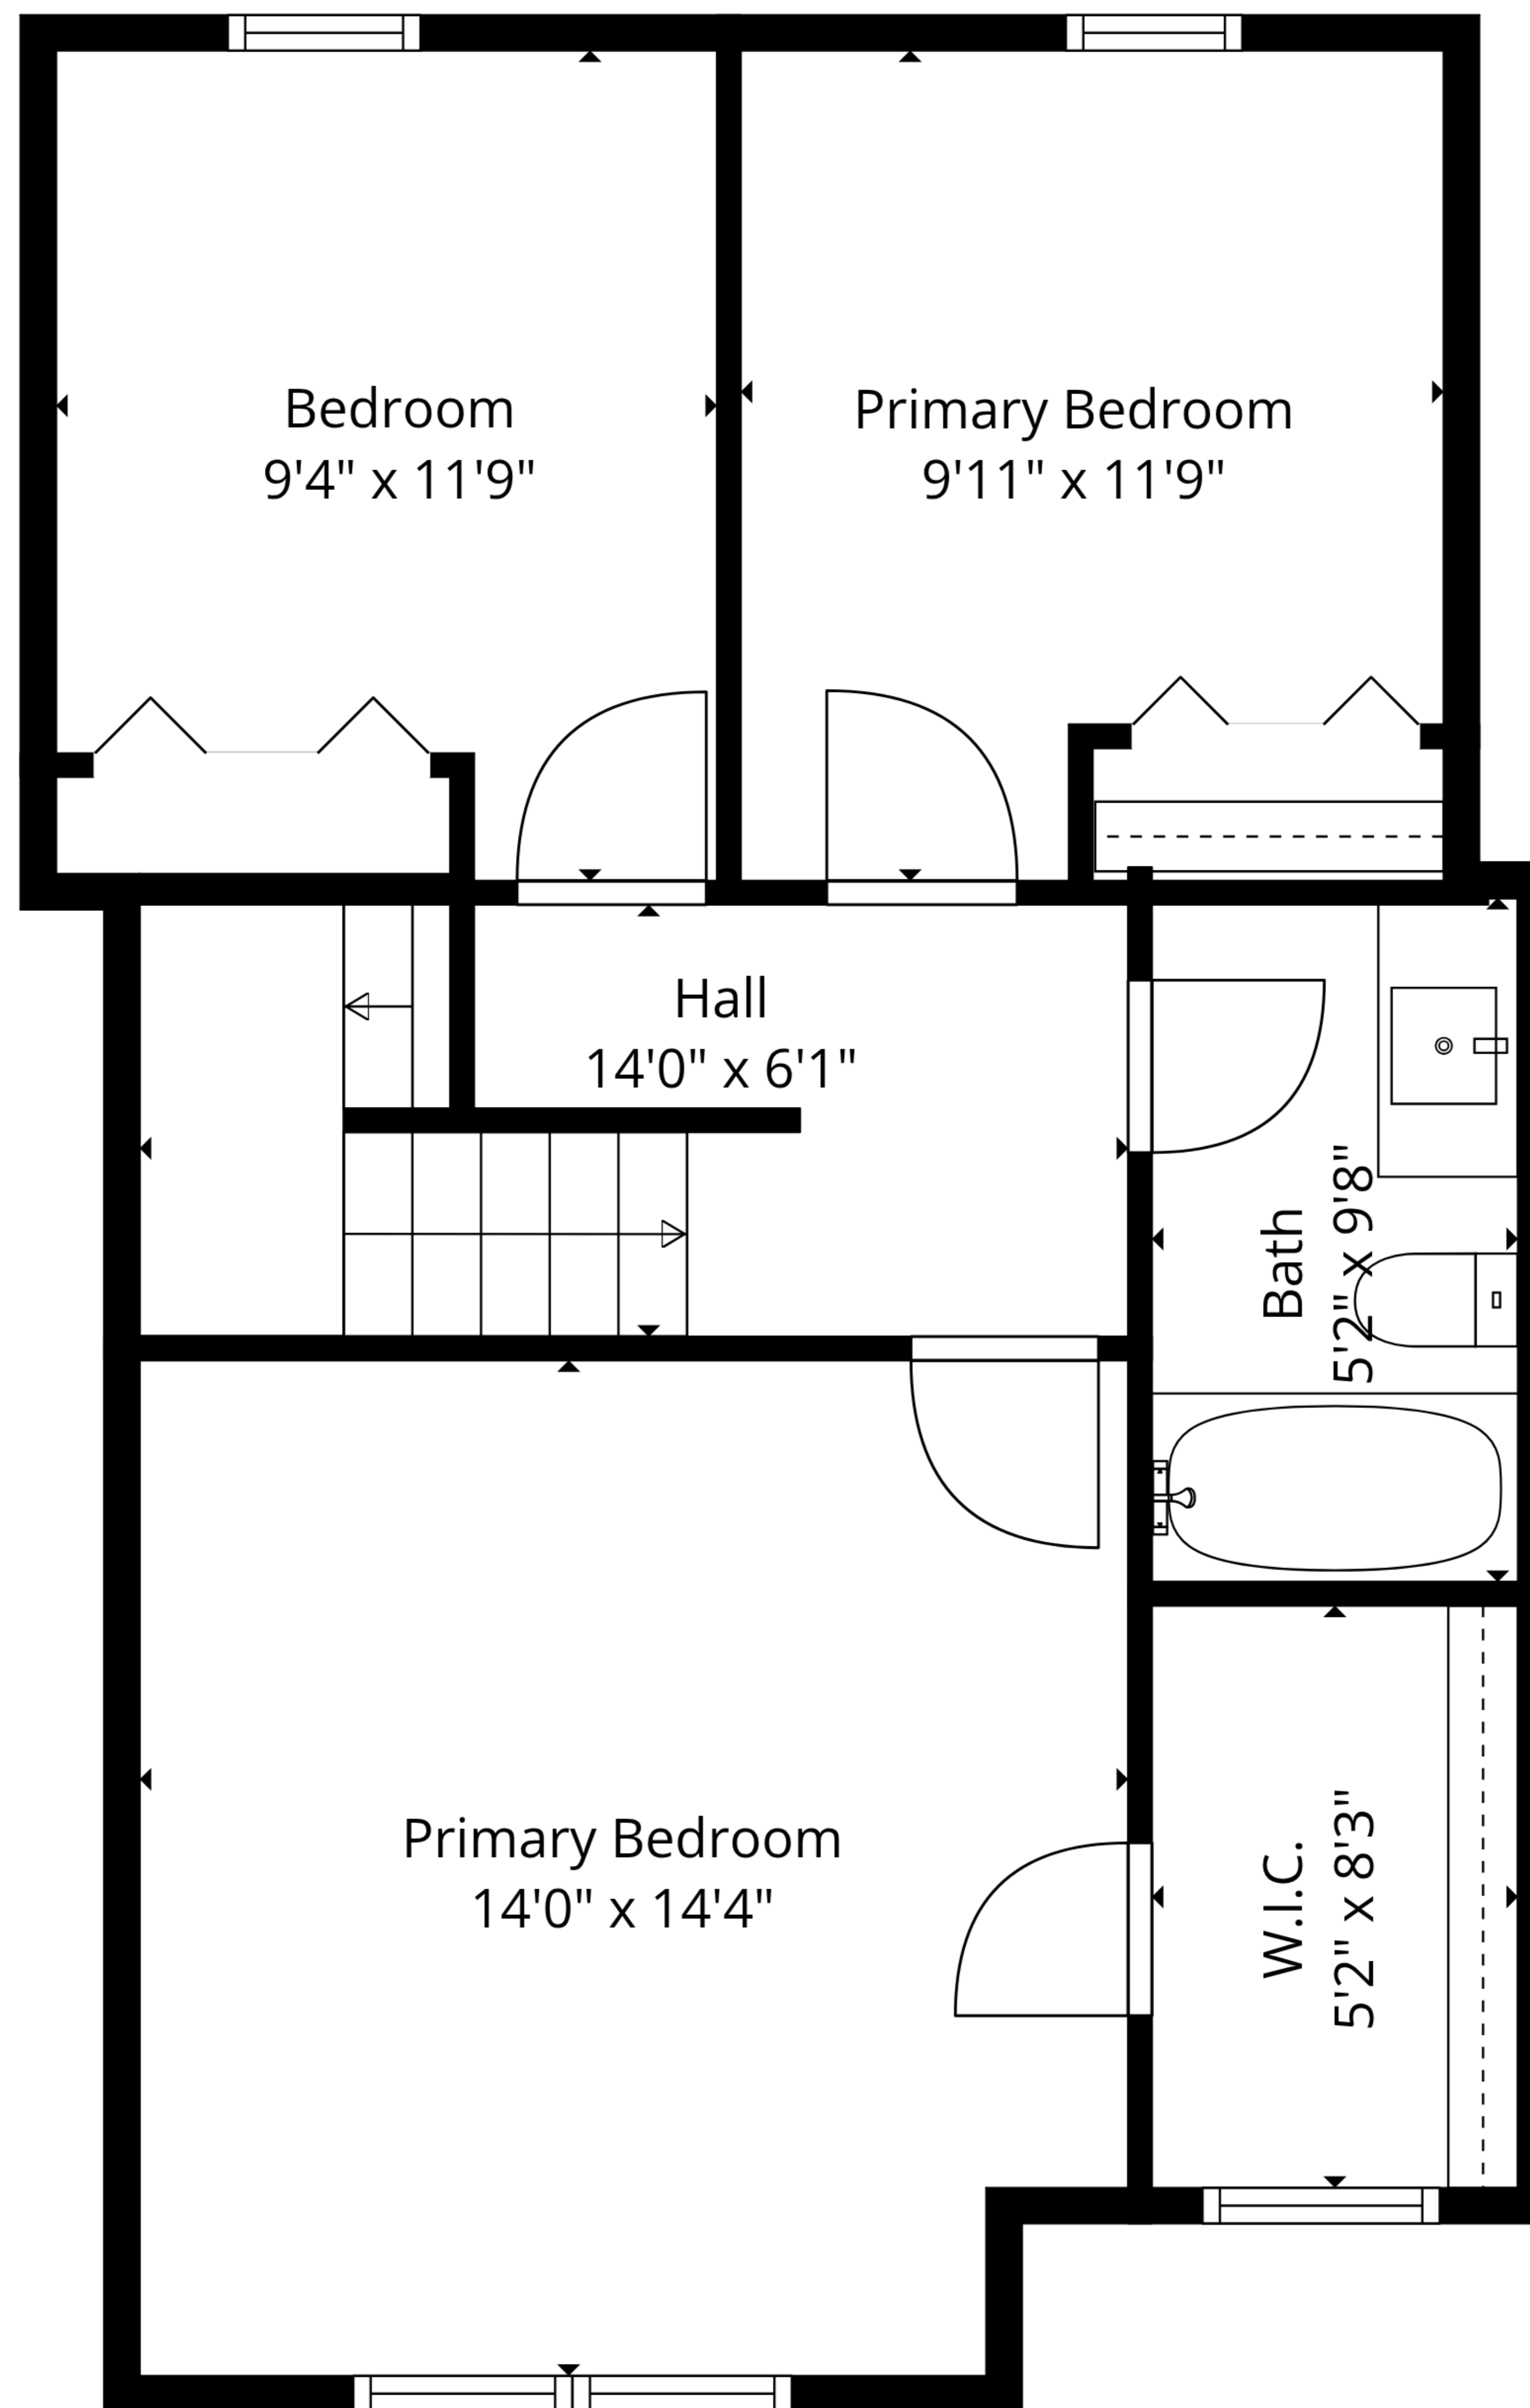 Bedroom
9'4" x 11'9"
Primary Bedroom
9'11" x 11'9"
Hall
14'0" x 6'1"
Bath
5'2" x 9'8"
Primary Bedroom
14'0" x 14'4"
W.I.C.
5'2" x 8'3"